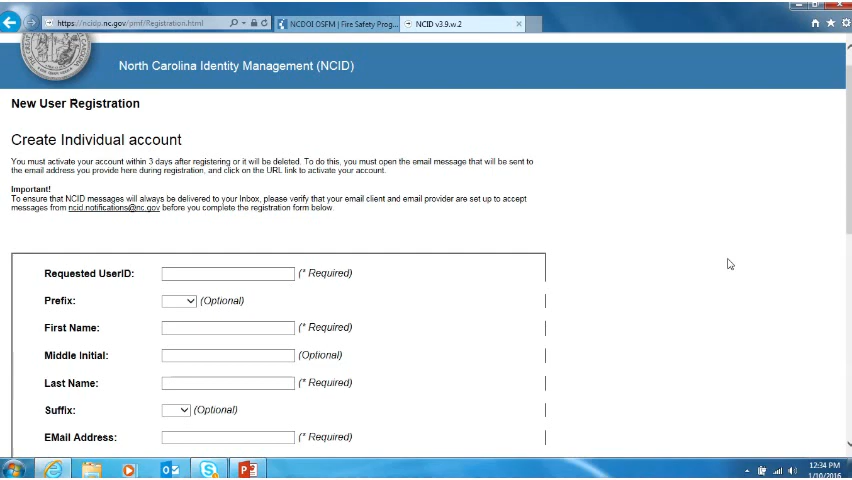 https://ncidp.nc.gov/pmf/Registration.html
NCDOI OSFM | Fire Safety Prog...
NCID v3.9.w.2
North Carolina Identity Management (NCID)
New User Registration
Create Individual account
You must activate your account within 3 days after registering or it will be deleted. To do this, you must open the email message that will be sent to
the email address you provide here during registration, and click on the URL link to activate your account.
Important!
To ensure that NCID messages will always be delivered to your Inbox, please verify that your email client and email provider are set up to accept
messages from ncid.notifications@nc.gov before you complete the registration form below.
Requested UserID: (* Required)
Prefix: (Optional)
First Name: (* Required)
Middle Initial: (Optional)
Last Name: (* Required)
Suffix: (Optional)
EMail Address: (* Required)
12:34 PM
1/10/2016